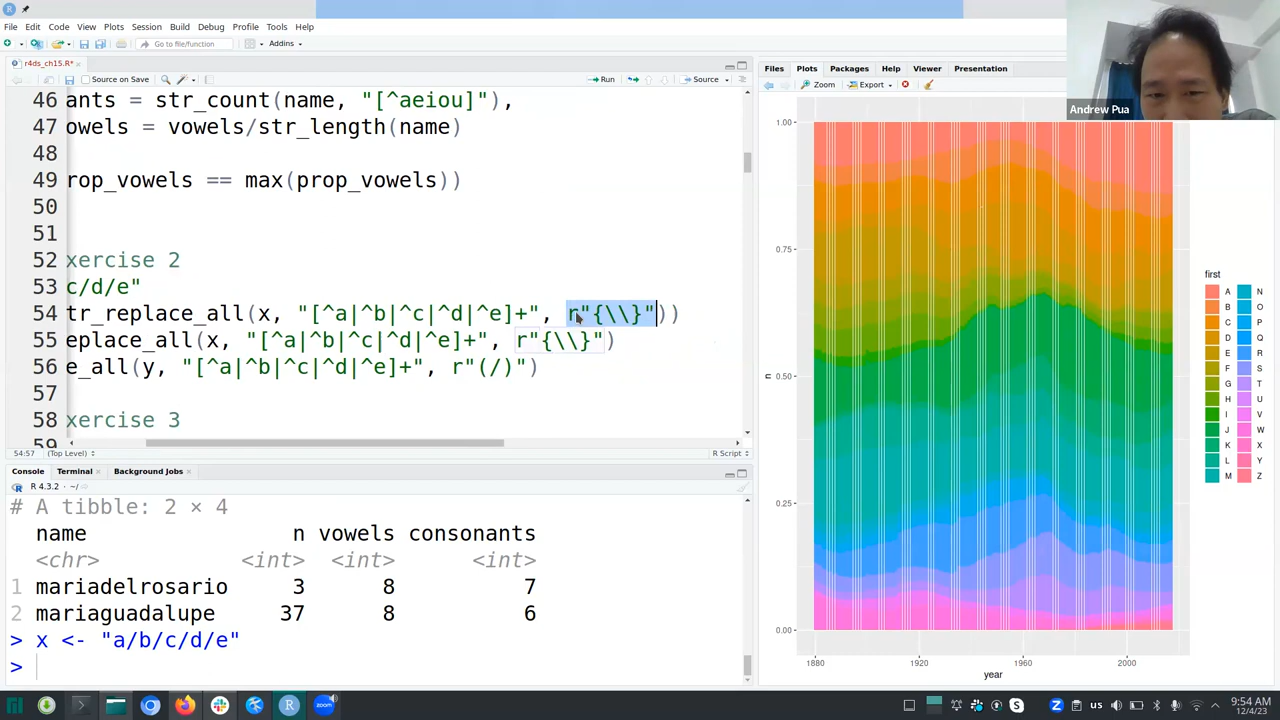 File Edit Code View Plots Session Build Debug Profile Tools Help
Go to file/function
Addins
r4ds_ch15.R*
Source on Save
Run
Source
46 ants = str_count(name, "[^aeiou]"),
47 owels = vowels/str_length(name)
48
49 rop_vowels == max(prop_vowels))
50
51
52 xercise 2
53 c/d/e"
54 tr_replace_all(x, "[^a|^b|^c|^d|^e]+", r"{\\}"))
55 eplace_all(x, "[^a|^b|^c|^d|^e]+", r"{\\}")
56 e_all(y, "[^a|^b|^c|^d|^e]+", r"(/)")
57
58 xercise 3
59
54:57 (Top Level) R Script
Console Terminal Background Jobs
R 4.3.2 · ~/
# A tibble: 2 × 4
name n vowels consonants
<chr> <int> <int> <int>
1 mariadelrosario 3 8 7
2 mariaguadalupe 37 8 6
> x <- "a/b/c/d/e"
>
Files Plots Packages Help Viewer Presentation
Zoom Export
Andrew Pua
1.00
0.75
n
0.50
0.25
0.00
1880 1920 1960 2000
year
first
A N
B O
C P
D Q
E R
F S
G T
H U
I V
J W
K X
L Y
M Z
zoom
us
9:54 AM
12/4/23